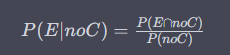 P(E|noC) = P(E∩noC) / P(noC)